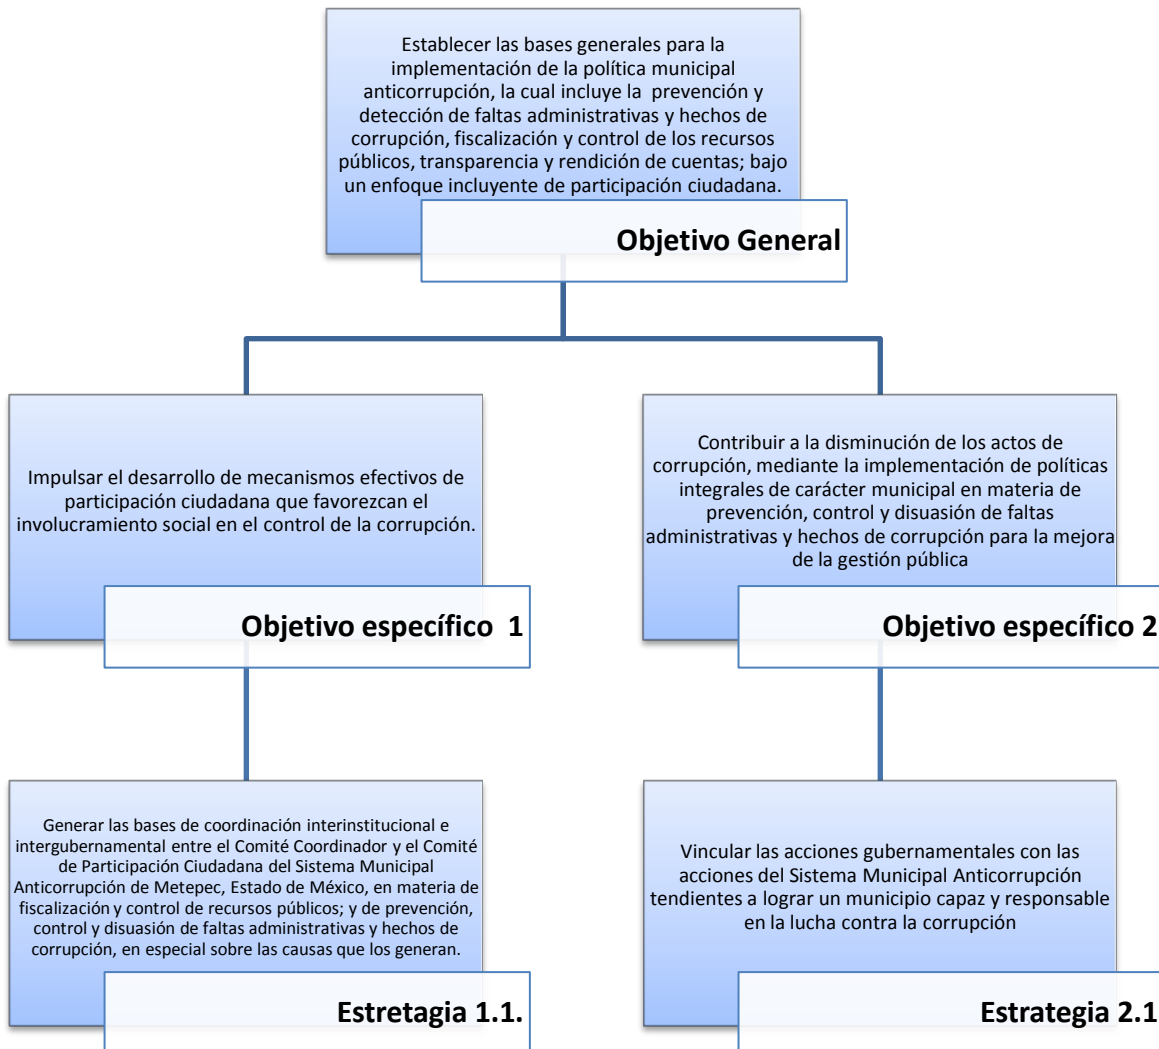 Establecer las bases generales para la
implementación de la política municipal
anticorrupción, la cual incluye la prevención y
detección de faltas administrativas y hechos de
corrupción, fiscalización y control de los recursos
públicos, transparencia y rendición de cuentas; bajo
un enfoque incluyente de participación ciudadana.
Objetivo General
Impulsar el desarrollo de mecanismos efectivos de
participación ciudadana que favorezcan el
involucramiento social en el control de la corrupción.
Objetivo específico 1
Contribuir a la disminución de los actos de
corrupción, mediante la implementación de políticas
integrales de carácter municipal en materia de
prevención, control y disuasión de faltas
administrativas y hechos de corrupción para la mejora
de la gestión pública
Objetivo específico 2
Generar las bases de coordinación interinstitucional e
intergubernamental entre el Comité Coordinador y el Comité
de Participación Ciudadana del Sistema Municipal
Anticorrupción de Metepec, Estado de México, en materia de
fiscalización y control de recursos públicos; y de prevención,
control y disuasión de faltas administrativas y hechos de
corrupción, en especial sobre las causas que los generan.
Estretagia 1.1.
Vincular las acciones gubernamentales con las
acciones del Sistema Municipal Anticorrupción
tendientes a lograr un municipio capaz y responsable
en la lucha contra la corrupción
Estrategia 2.1